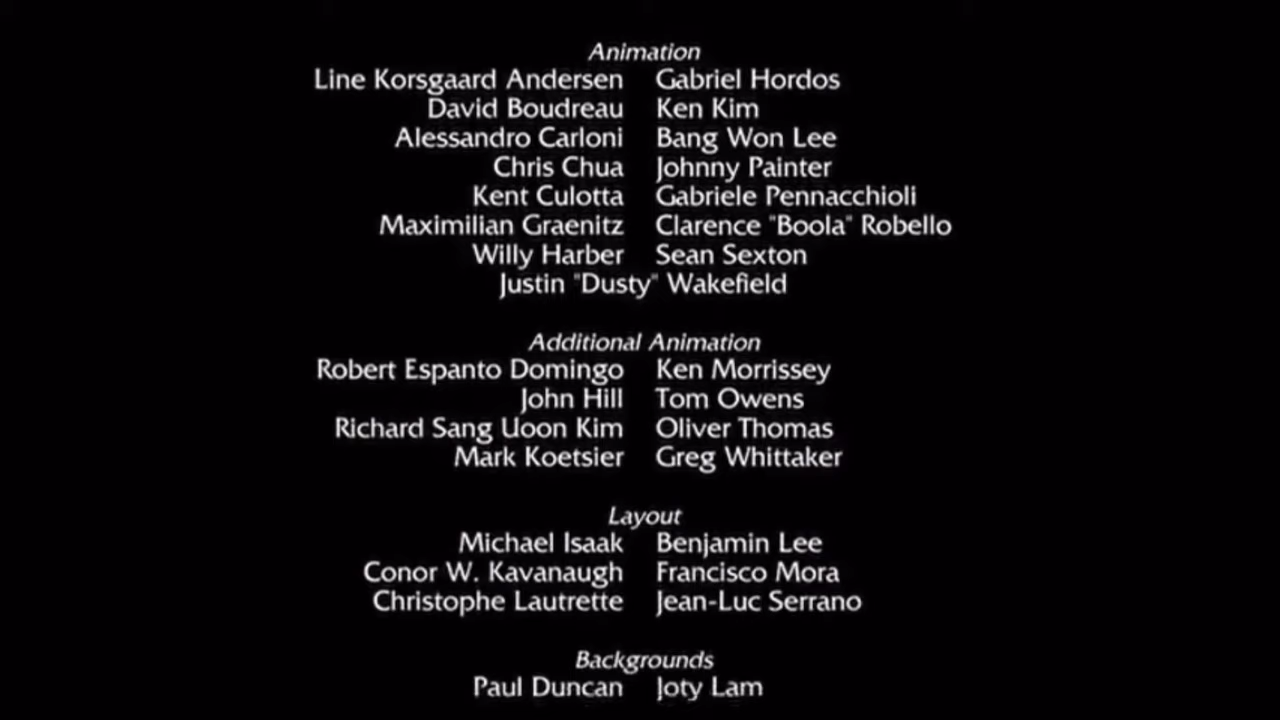 Animation
Line Korsgaard Andersen Gabriel Hordos
David Boudreau Ken Kim
Alessandro Carloni Bang Won Lee
Chris Chua Johnny Painter
Kent Culotta Gabriele Pennacchioli
Maximilian Graenitz Clarence "Boola" Robello
Willy Harber Sean Sexton
Justin "Dusty" Wakefield
Additional Animation
Robert Espanto Domingo Ken Morrissey
John Hill Tom Owens
Richard Sang Uoon Kim Oliver Thomas
Mark Koetsier Greg Whittaker
Layout
Michael Isaak Benjamin Lee
Conor W. Kavanaugh Francisco Mora
Christophe Lautrette Jean-Luc Serrano
Backgrounds
Paul Duncan Joty Lam